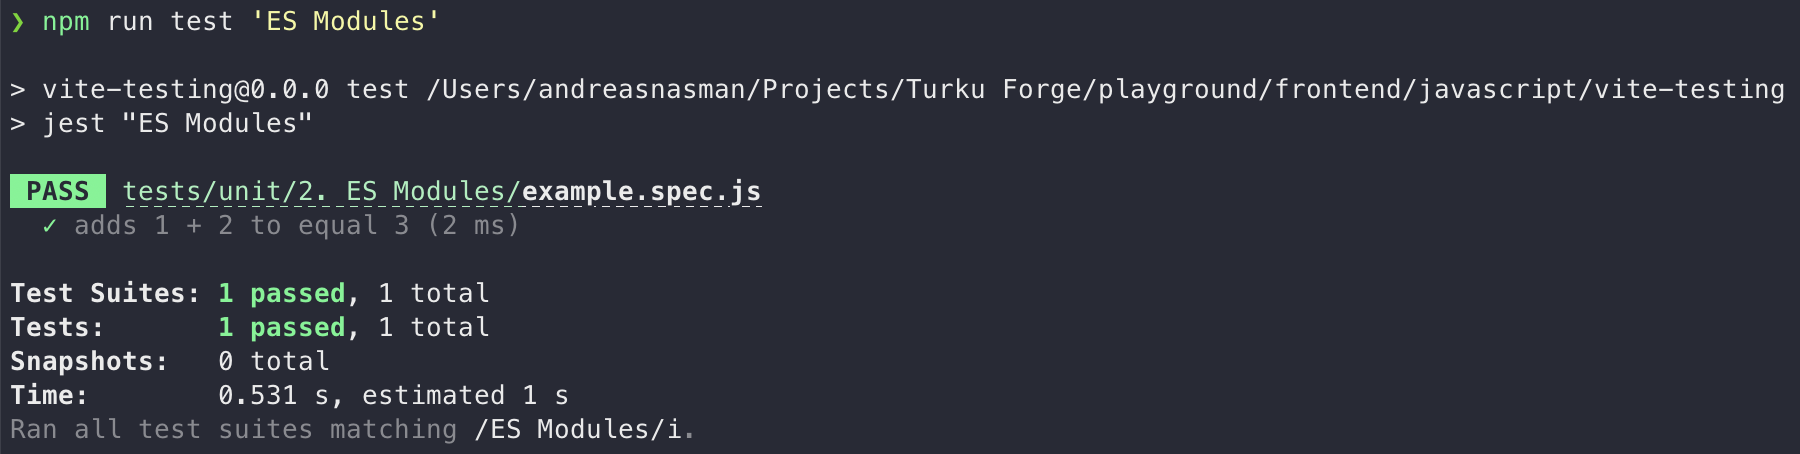 ❯ npm run test 'ES Modules'
> vite-testing@0.0.0 test /Users/andreasnasman/Projects/Turku Forge/playground/frontend/javascript/vite-testing
> jest "ES Modules"
PASS tests/unit/2. ES Modules/example.spec.js
✓ adds 1 + 2 to equal 3 (2 ms)
Test Suites: 1 passed, 1 total
Tests: 1 passed, 1 total
Snapshots: 0 total
Time: 0.531 s, estimated 1 s
Ran all test suites matching /ES Modules/i.